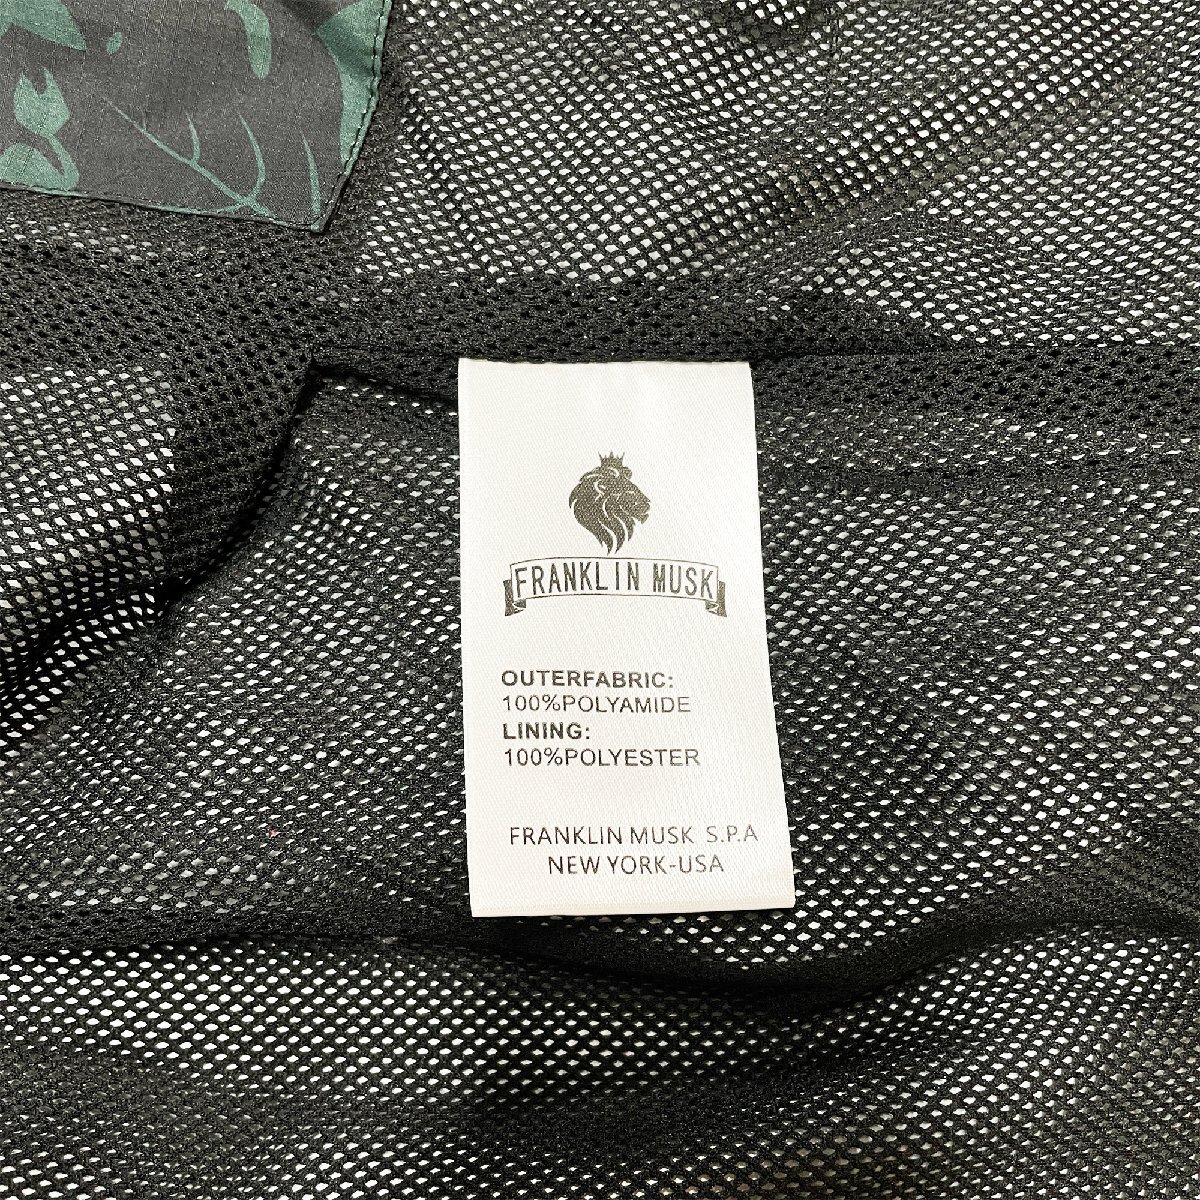 FRANKLIN MUSK
OUTERFABRIC:
100%POLYAMIDE
LINING:
100%POLYESTER
FRANKLIN MUSK S.P.A
NEW YORK-USA